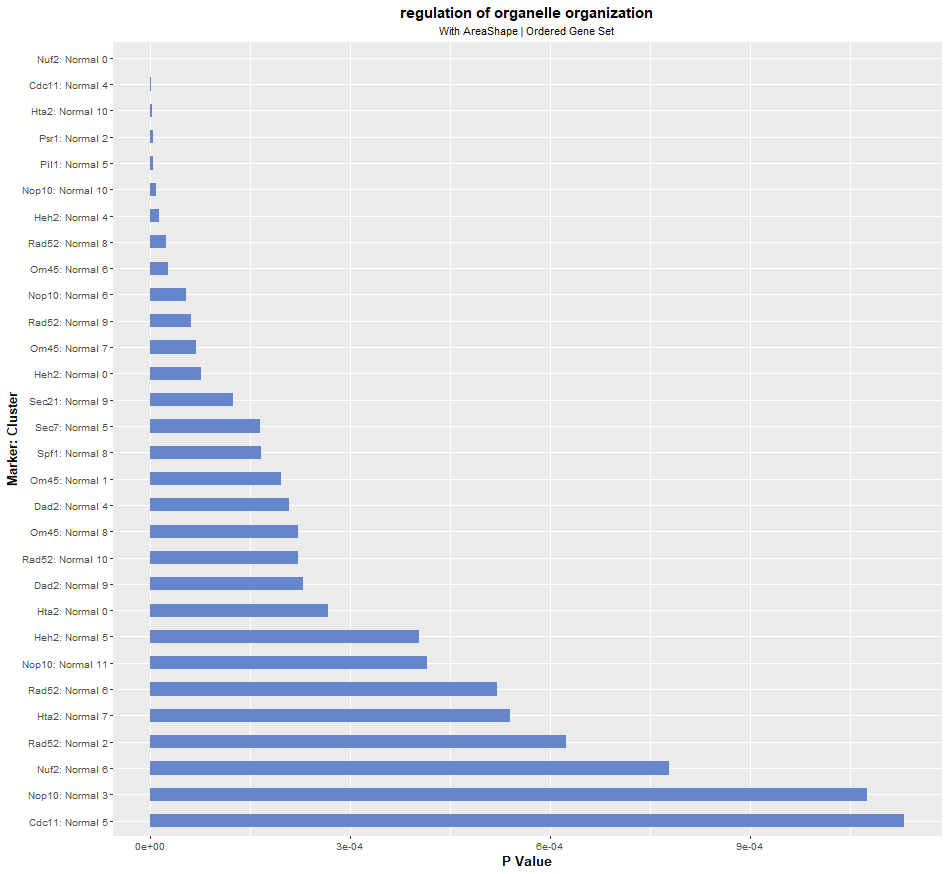 regulation of organelle organization
With AreaShape | Ordered Gene Set
Marker: Cluster
Nuf2: Normal 0
Cdc11: Normal 4
Hta2: Normal 10
Psr1: Normal 2
Pil1: Normal 5
Nop10: Normal 10
Heh2: Normal 4
Rad52: Normal 8
Om45: Normal 6
Nop10: Normal 6
Rad52: Normal 9
Om45: Normal 7
Heh2: Normal 0
Sec21: Normal 9
Sec7: Normal 5
Spf1: Normal 8
Om45: Normal 1
Dad2: Normal 4
Om45: Normal 8
Rad52: Normal 10
Dad2: Normal 9
Hta2: Normal 0
Heh2: Normal 5
Nop10: Normal 11
Rad52: Normal 6
Hta2: Normal 7
Rad52: Normal 2
Nuf2: Normal 6
Nop10: Normal 3
Cdc11: Normal 5
0e+00 3e-04 6e-04 9e-04
P Value